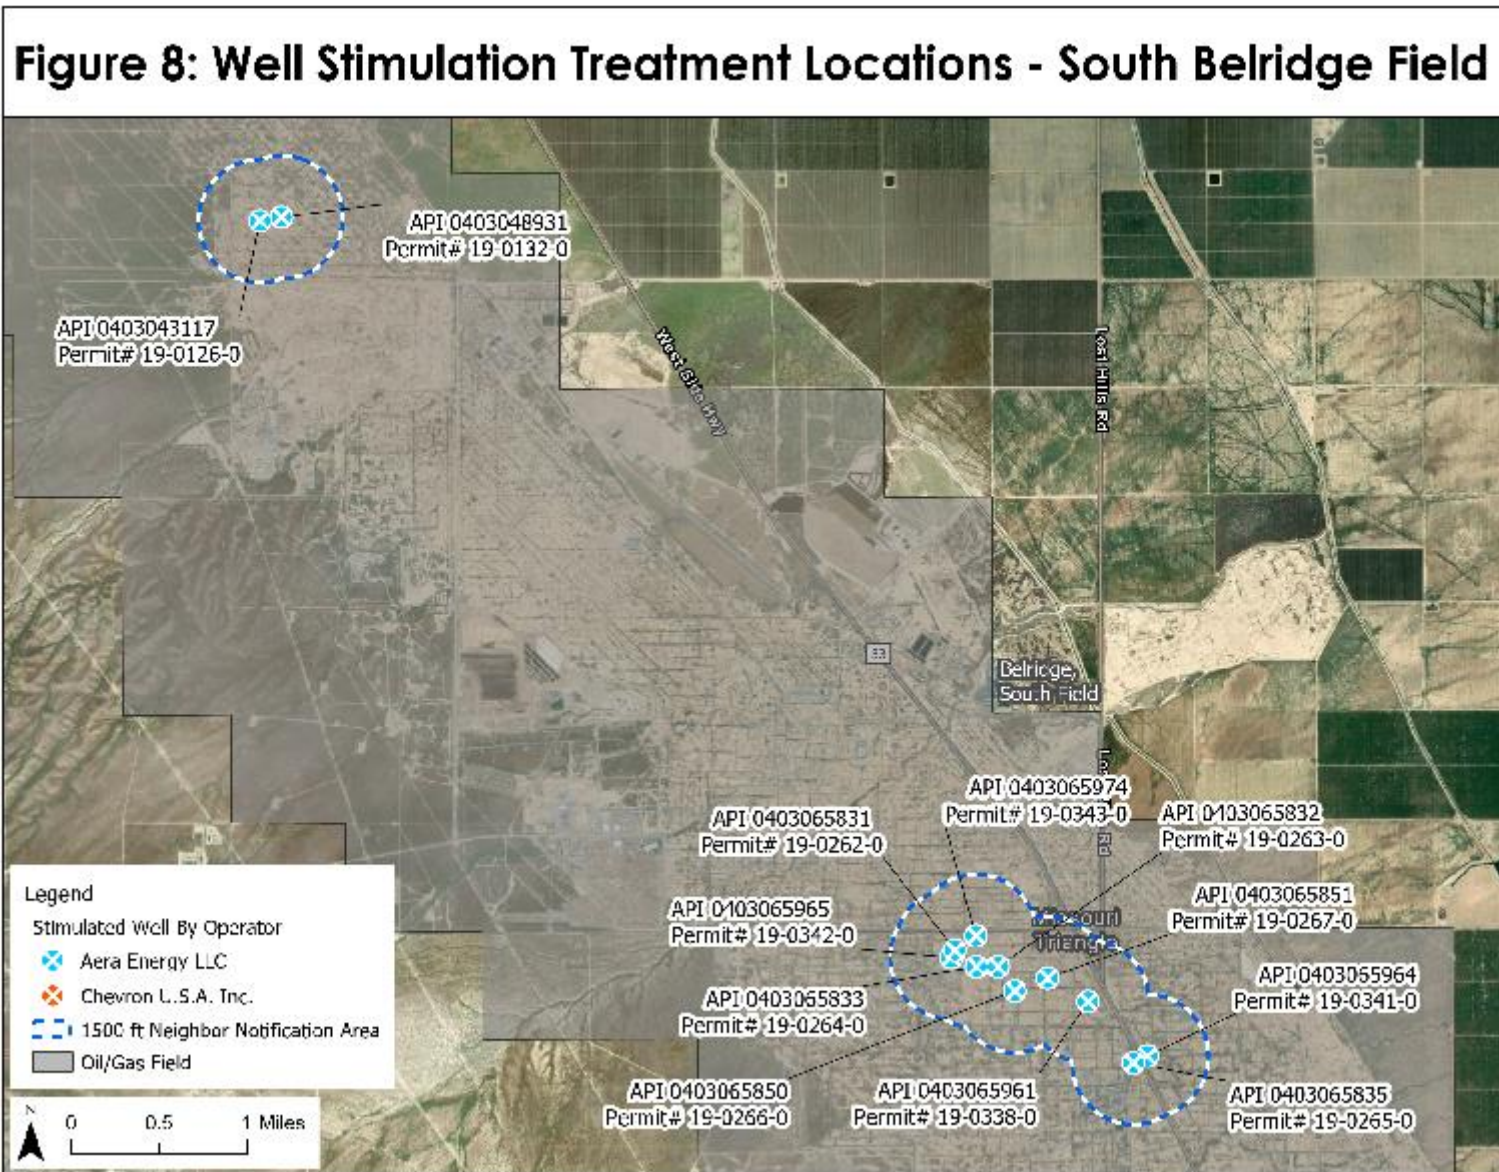 Figure 8: Well Stimulation Treatment Locations - South Belridge Field
API 0403048931
Permit# 19-0132-0
API 0403043117
Permit# 19-0126-0
West Side Hwy
Lost Hills Rd
33
Belridge,
South Field
API 0403065974
Permit# 19-0343-0
API 0403065831
Permit# 19-0262-0
API 0403065832
Permit# 19-0263-0
Rd
API 0403065851
Permit# 19-0267-0
API 0403065965
Permit# 19-0342-0
Missouri
Triangle
API 0403065964
Permit# 19-0341-0
API 0403065833
Permit# 19-0264-0
API 0403065850
Permit# 19-0266-0
API 0403065961
Permit# 19-0338-0
API 0403065835
Permit# 19-0265-0
Legend
Stimulated Well By Operator
Aera Energy LLC
Chevron U.S.A. Inc.
1500 ft Neighbor Notification Area
Oil/Gas Field
N
0 0.5 1 Miles